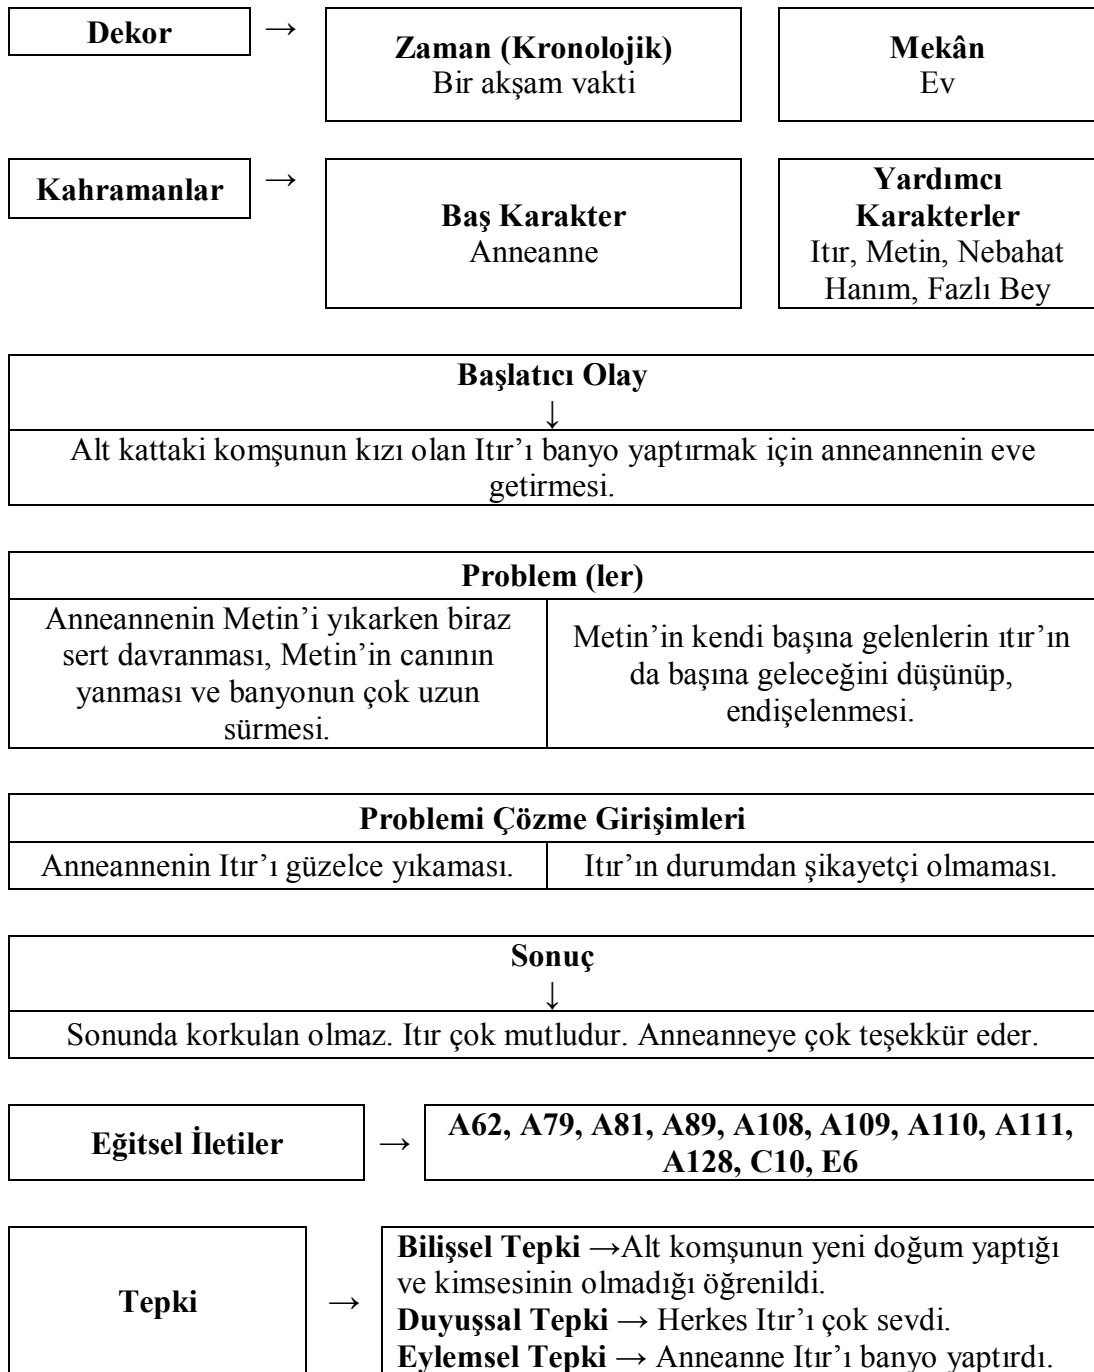 Dekor →
Zaman (Kronolojik)
Bir akşam vakti
Mekân
Ev
Kahramanlar →
Baş Karakter
Anneanne
Yardımcı
Karakterler
Itır, Metin, Nebahat
Hanım, Fazlı Bey
Başlatıcı Olay
↓
Alt kattaki komşunun kızı olan Itır’ı banyo yaptırmak için anneannenin eve
getirmesi.
Problem (ler)
Anneannenin Metin’i yıkarken biraz
sert davranması, Metin’in canının
yanması ve banyonun çok uzun
sürmesi.
Metin’in kendi başına gelenlerin ıtır’ın
da başına geleceğini düşünüp,
endişelenmesi.
Problemi Çözme Girişimleri
Anneannenin Itır’ı güzelce yıkaması.
Itır’ın durumdan şikayetçi olmaması.
Sonuç
↓
Sonunda korkulan olmaz. Itır çok mutludur. Anneanneye çok teşekkür eder.
Eğitsel İletiler →
A62, A79, A81, A89, A108, A109, A110, A111,
A128, C10, E6
Tepki →
Bilişsel Tepki →Alt komşunun yeni doğum yaptığı
ve kimsesinin olmadığı öğrenildi.
Duyuşsal Tepki → Herkes Itır’ı çok sevdi.
Eylemsel Tepki → Anneanne Itır’ı banyo yaptırdı.